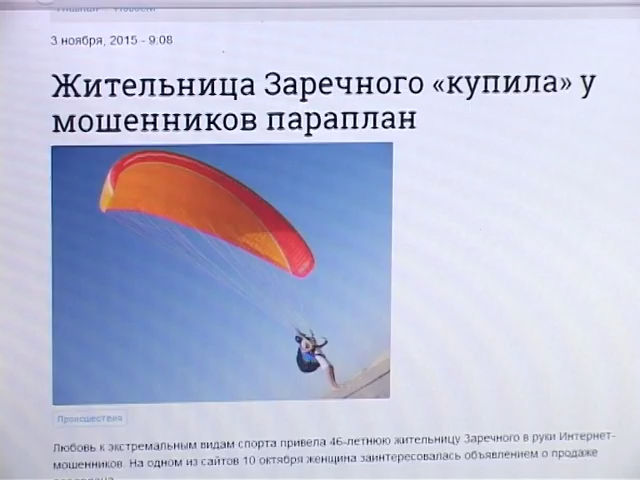 3 ноября, 2015 - 9:08
Жительница Заречного «купила» у
мошенников параплан
Происшествия
Любовь к экстремальным видам спорта привела 46-летнюю жительницу Заречного в руки Интернет-
мошенников. На одном из сайтов 10 октября женщина заинтересовалась объявлением о продаже